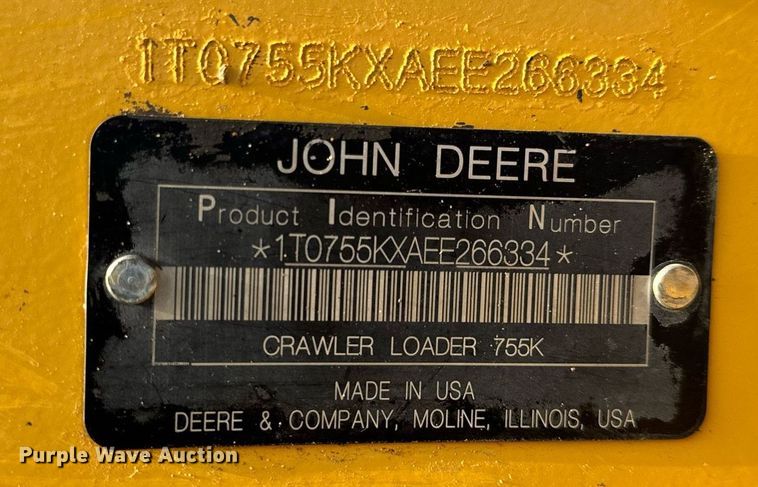 1T0755KXAEE266334
JOHN DEERE
Product Identification Number
*1T0755KXAEE266334*
CRAWLER LOADER 755K
MADE IN USA
DEERE & COMPANY, MOLINE, ILLINOIS, USA
Purple Wave Auction